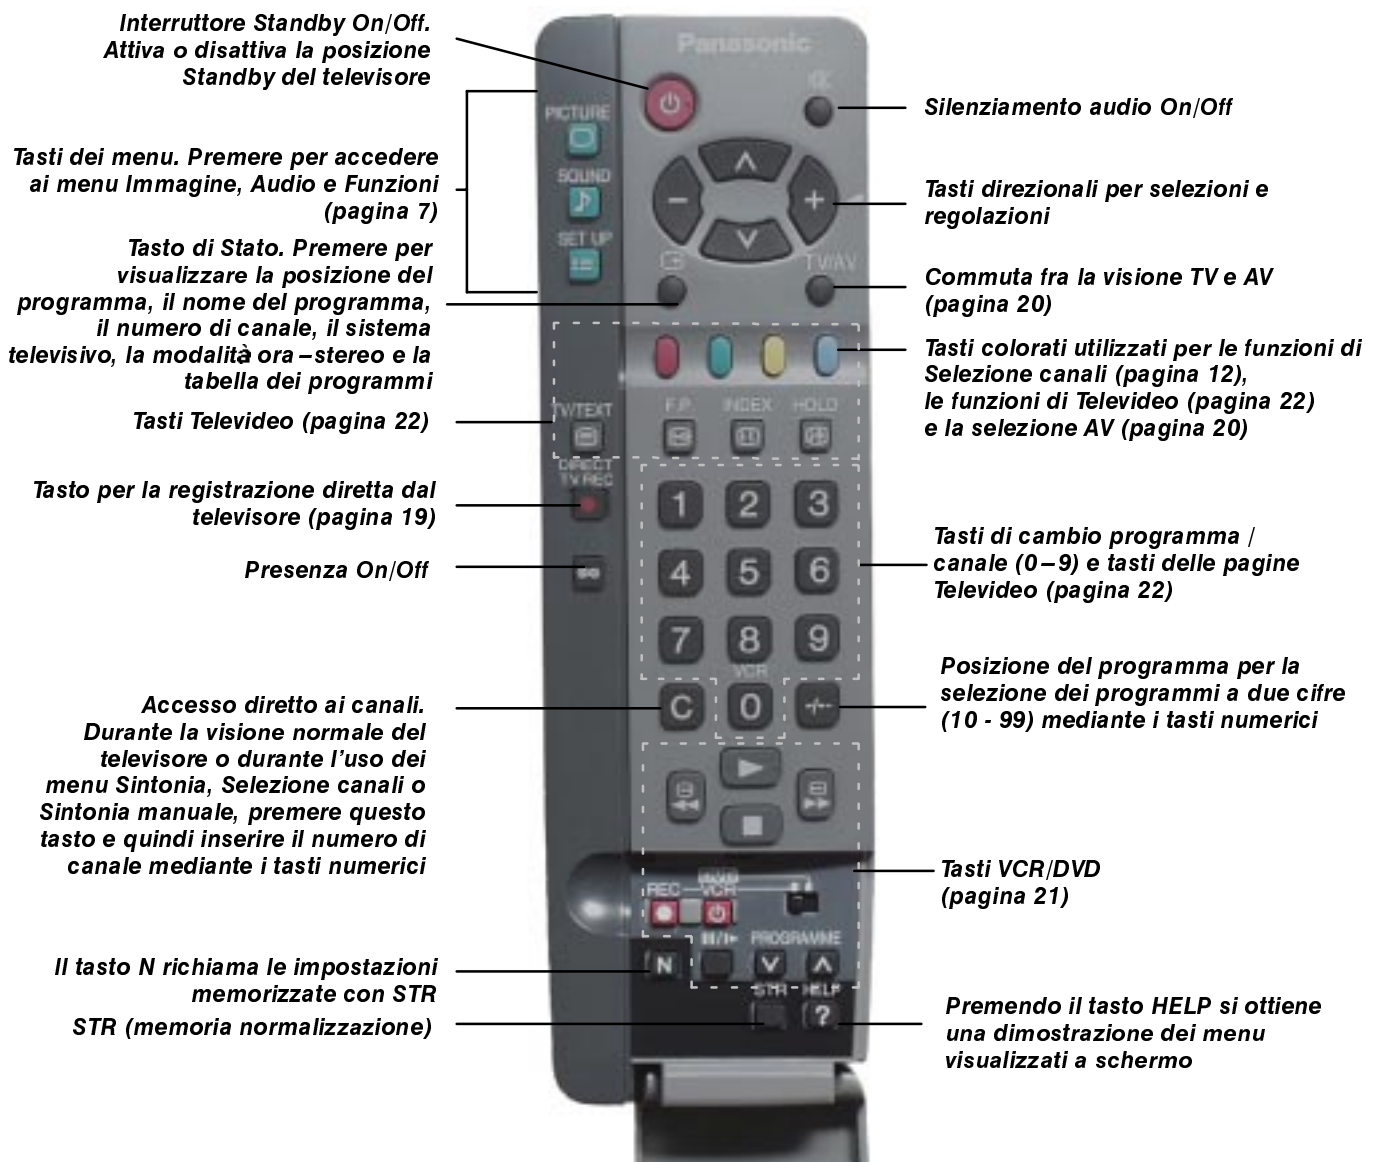 Interruttore Standby On/Off.
Attiva o disattiva la posizione
Standby del televisore
Tasti dei menu. Premere per accedere
ai menu Immagine, Audio e Funzioni
(pagina 7)
Tasto di Stato. Premere per
visualizzare la posizione del
programma, il nome del programma,
il numero di canale, il sistema
televisivo, la modalità ora–stereo e la
tabella dei programmi
Tasti Televideo (pagina 22)
Tasto per la registrazione diretta dal
televisore (pagina 19)
Presenza On/Off
Accesso diretto ai canali.
Durante la visione normale del
televisore o durante l'uso dei
menu Sintonia, Selezione canali o
Sintonia manuale, premere questo
tasto e quindi inserire il numero di
canale mediante i tasti numerici
Il tasto N richiama le impostazioni
memorizzate con STR
STR (memoria normalizzazione)
Panasonic
PICTURE
SOUND
SET UP
TV/AV
TV/TEXT
F.P.
INDEX
HOLD
DIRECT
TV REC
1 2 3
4 5 6
7 8 9
VCR
C 0 -/--
REC VCR
PROGRAMME
N
STR HELP
?
Silenziamento audio On/Off
Tasti direzionali per selezioni e
regolazioni
Commuta fra la visione TV e AV
(pagina 20)
Tasti colorati utilizzati per le funzioni di
Selezione canali (pagina 12),
le funzioni di Televideo (pagina 22)
e la selezione AV (pagina 20)
Tasti di cambio programma /
canale (0–9) e tasti delle pagine
Televideo (pagina 22)
Posizione del programma per la
selezione dei programmi a due cifre
(10 - 99) mediante i tasti numerici
Tasti VCR/DVD
(pagina 21)
Premendo il tasto HELP si ottiene
una dimostrazione dei menu
visualizzati a schermo